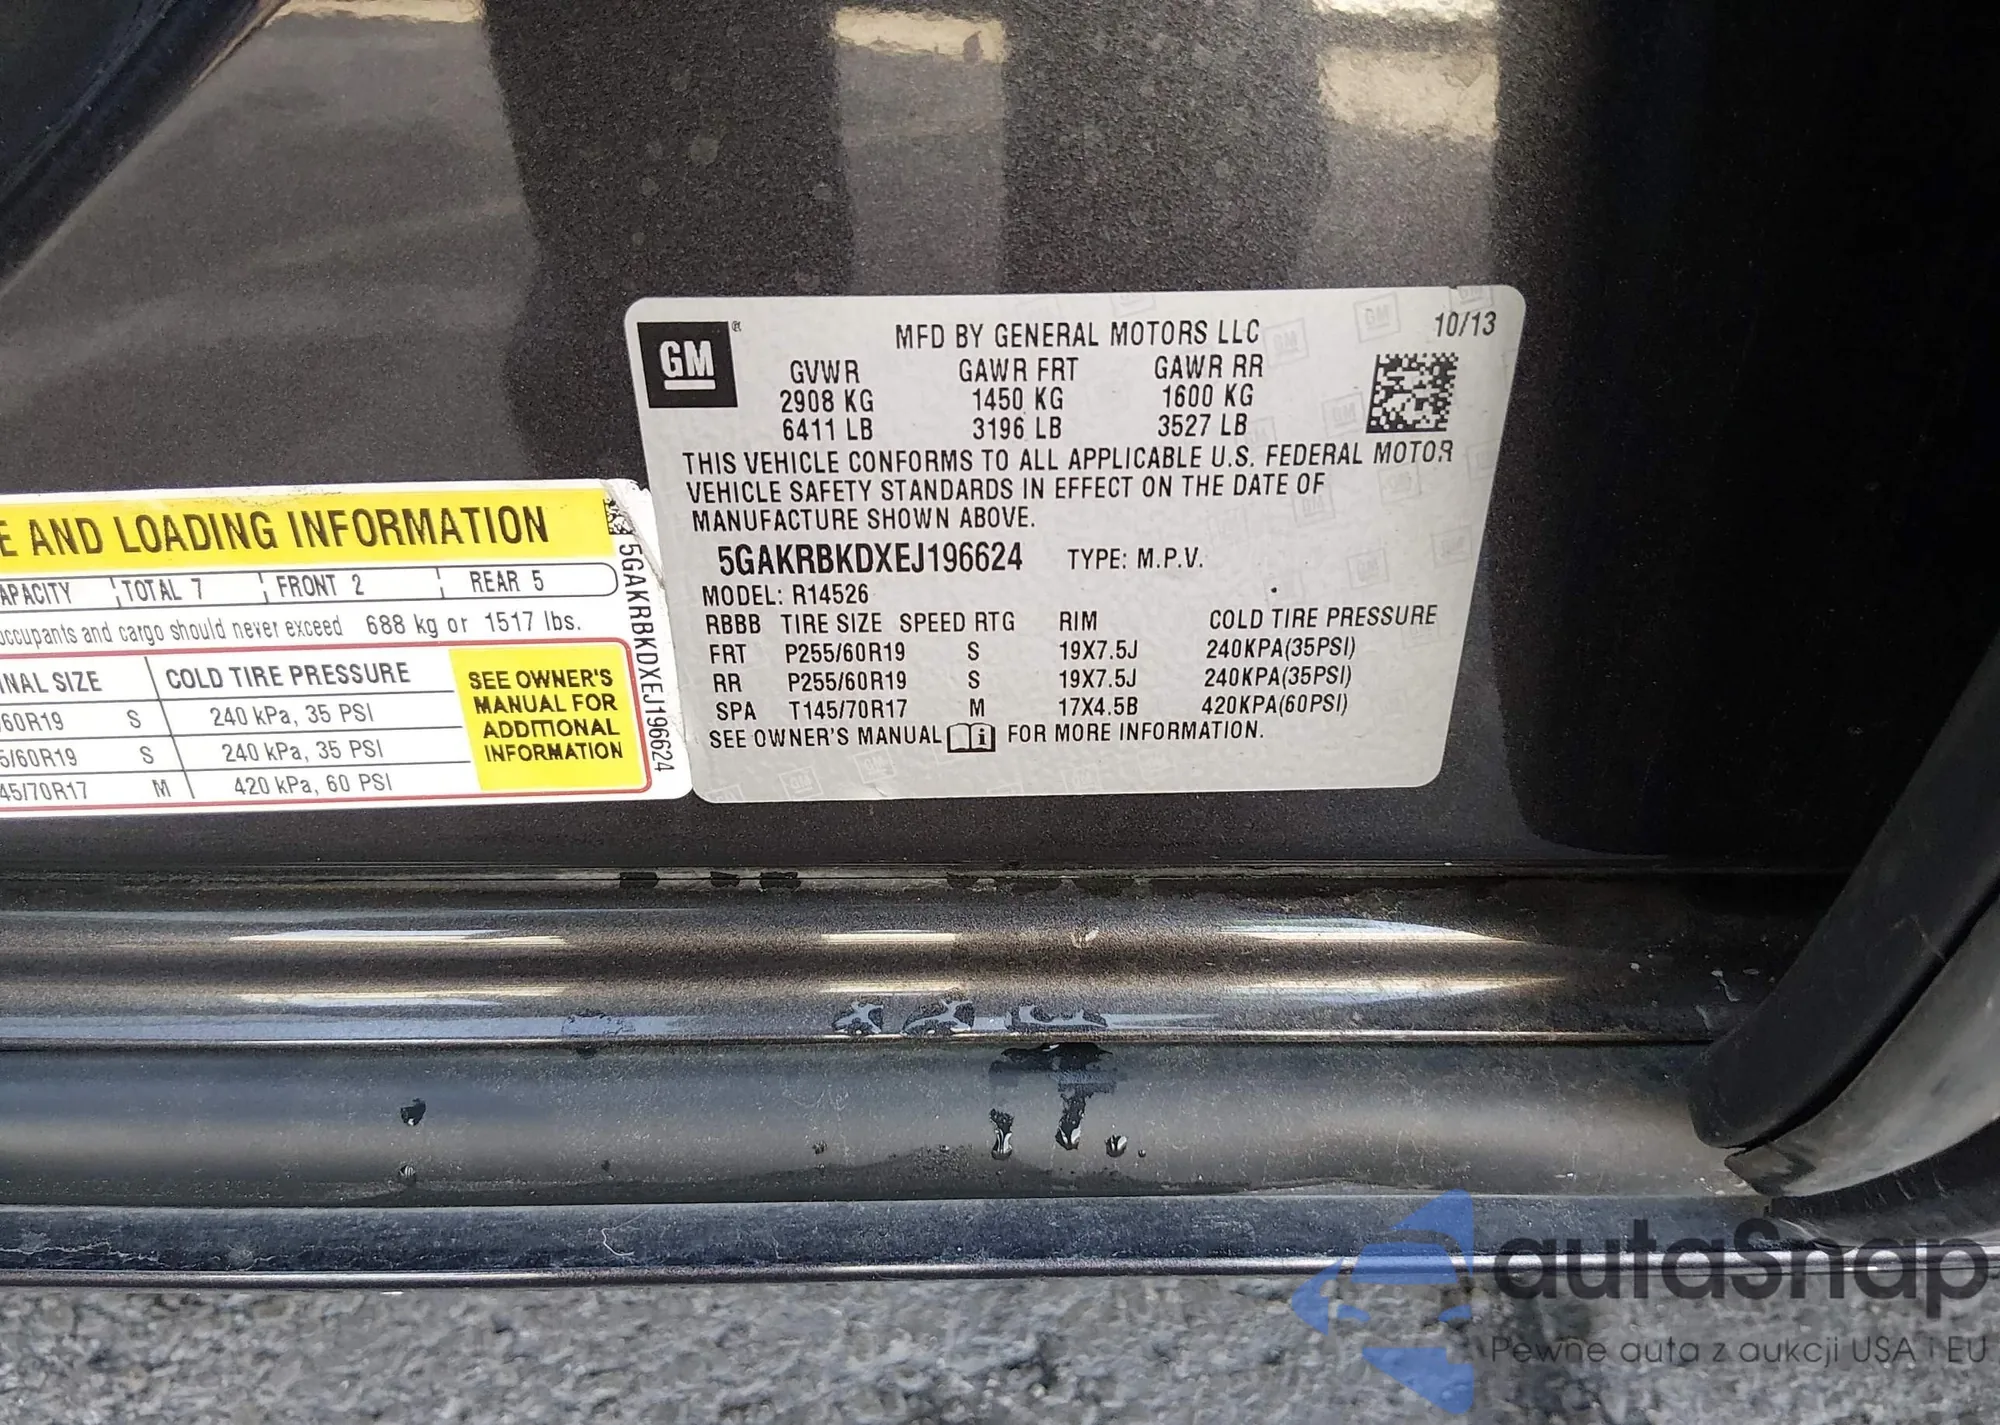 GM ®
MFD BY GENERAL MOTORS LLC 10/13
GVWR GAWR FRT GAWR RR
2908 KG 1450 KG 1600 KG
6411 LB 3196 LB 3527 LB
THIS VEHICLE CONFORMS TO ALL APPLICABLE U.S. FEDERAL MOTOR
VEHICLE SAFETY STANDARDS IN EFFECT ON THE DATE OF
MANUFACTURE SHOWN ABOVE.
5GAKRBKDXEJ196624 TYPE: M.P.V.
MODEL: R14526
RBBB TIRE SIZE SPEED RTG RIM COLD TIRE PRESSURE
FRT P255/60R19 S 19X7.5J 240KPA(35PSI)
RR P255/60R19 S 19X7.5J 240KPA(35PSI)
SPA T145/70R17 M 17X4.5B 420KPA(60PSI)
SEE OWNER'S MANUAL i FOR MORE INFORMATION.
E AND LOADING INFORMATION
APACITY TOTAL 7 FRONT 2 REAR 5
occupants and cargo should never exceed 688 kg or 1517 lbs.
INAL SIZE COLD TIRE PRESSURE
/60R19 S 240 kPa, 35 PSI
5/60R19 S 240 kPa, 35 PSI
45/70R17 M 420 kPa, 60 PSI
SEE OWNER'S
MANUAL FOR
ADDITIONAL
INFORMATION
5GAKRBKDXEJ196624
autaSnap
Pewne auta z aukcji USA i EU